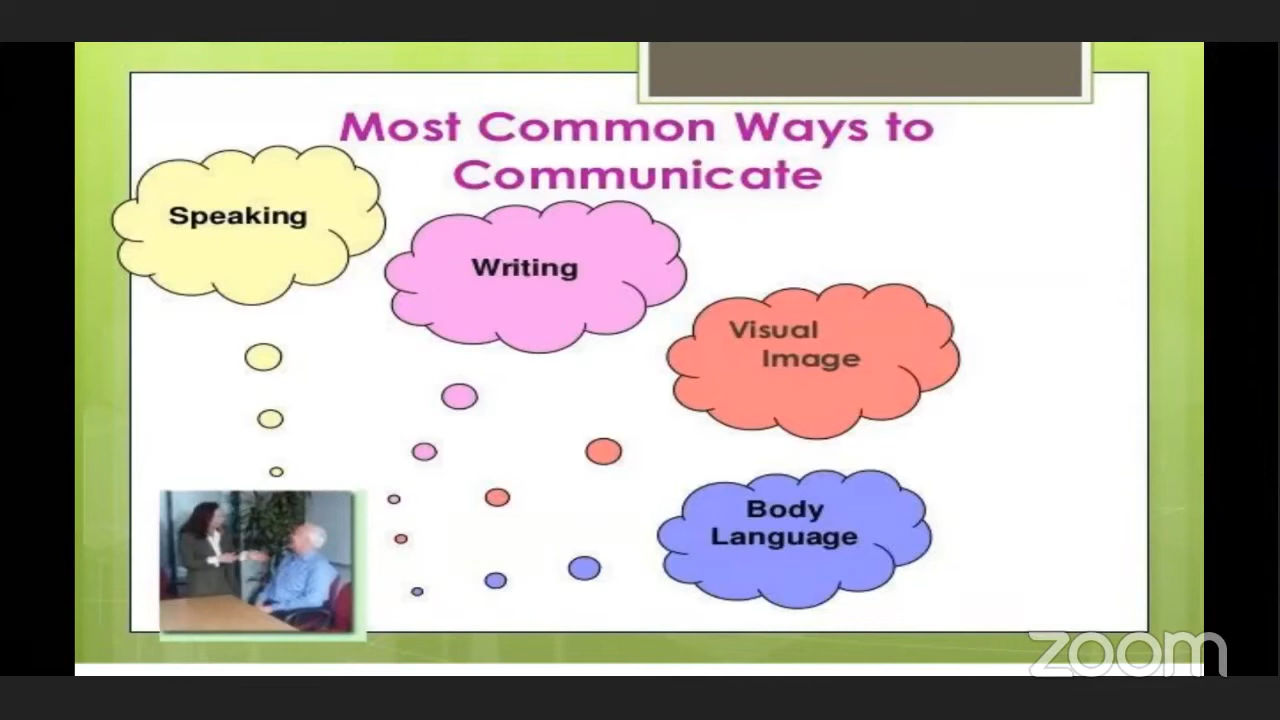 Most Common Ways to
Communicate
Speaking
Writing
Visual
Image
Body
Language
zoom